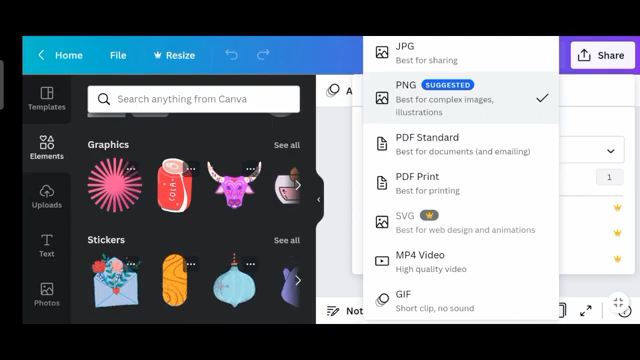 Home
File
Resize
Share
Templates
Elements
Uploads
Text
Photos
Search anything from Canva
Graphics
See all
COLA
Stickers
See all
A
JPG
Best for sharing
PNG SUGGESTED
Best for complex images,
illustrations
PDF Standard
Best for documents (and emailing)
PDF Print
Best for printing
SVG
Best for web design and animations
MP4 Video
High quality video
GIF
Short clip, no sound
1
Not
?